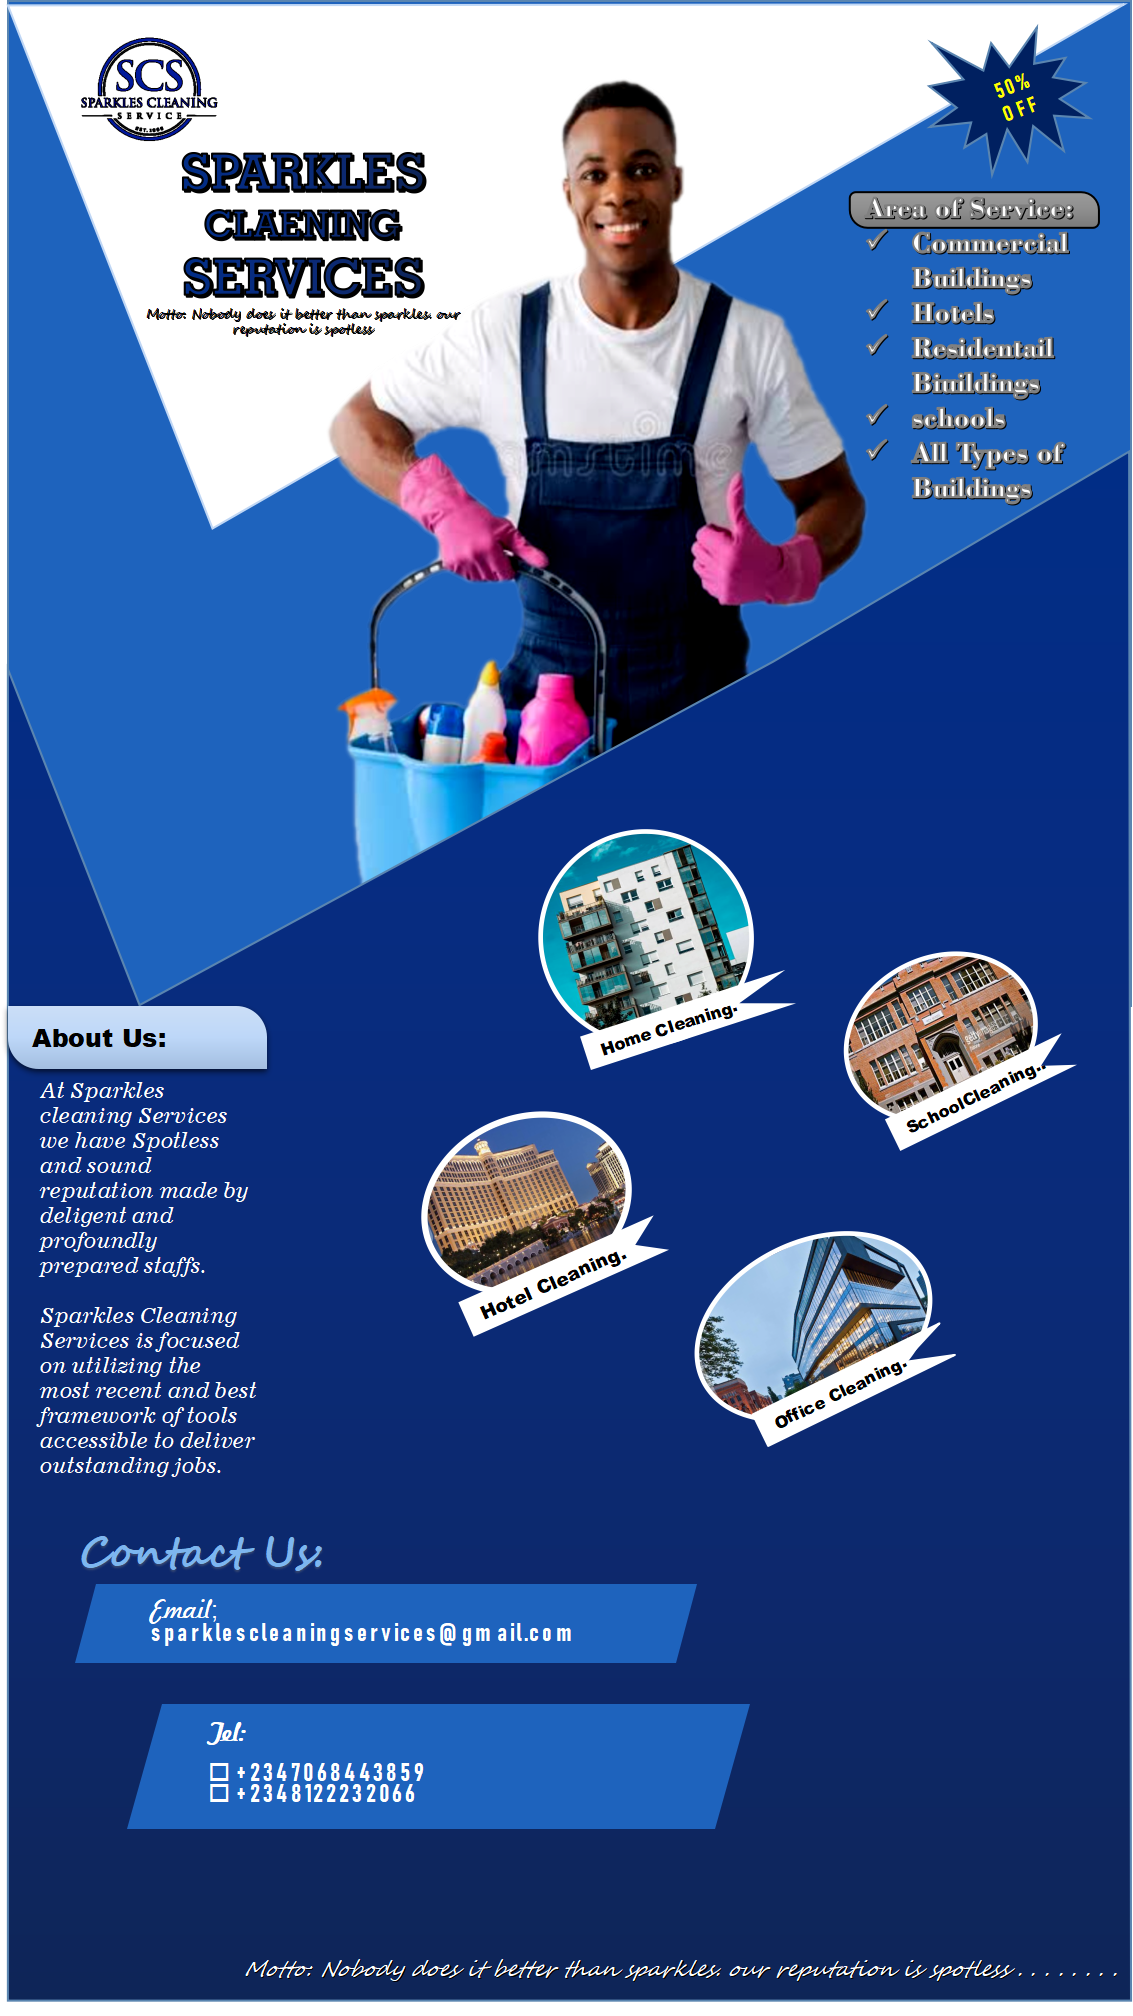 SCS
SPARKLES CLEANING
SERVICE
SPARKLES
CLAENING
SERVICES
Motto: Nobody does it better than sparkles. our
reputation is spotless
50%
OFF
Area of Service:
✓ Commercial
Buildings
✓ Hotels
✓ Residentail
Biuildings
✓ schools
✓ All Types of
Buildings
dreamstime
Home Cleaning.
SchoolCleaning..
Hotel Cleaning.
Office Cleaning.
About Us:
At Sparkles
cleaning Services
we have Spotless
and sound
reputation made by
deligent and
profoundly
prepared staffs.
Sparkles Cleaning
Services is focused
on utilizing the
most recent and best
framework of tools
accessible to deliver
outstanding jobs.
Contact Us:
Email;
sparklescleaningservices@gmail.com
Tel:
☐ +2347068443859
☐ +2348122232066
Motto: Nobody does it better than sparkles. our reputation is spotless . . . . . . . .